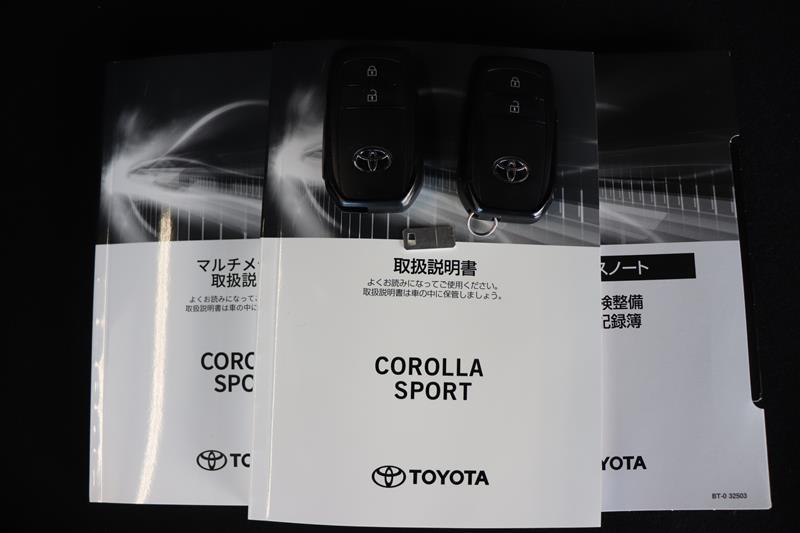 マルチメ
取扱説
よくお読みになって
取扱説明書は車の中に
COROLLA
SPO
TO
取扱説明書
よくお読みになってご使用ください。
取扱説明書は車の中に保管しましょう。
COROLLA
SPORT
TOYOTA
スノート
検整備
記録簿
YOTA
BT-0 32503